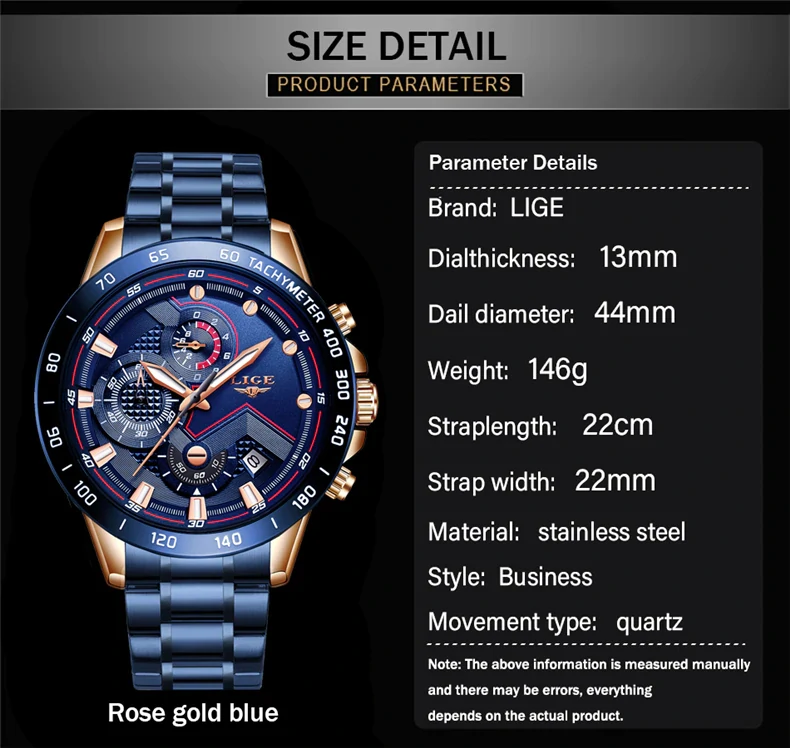 SIZE DETAIL
PRODUCT PARAMETERS
Parameter Details
Brand: LIGE
Dialthickness: 13mm
Dail diameter: 44mm
Weight: 146g
Straplength: 22cm
Strap width: 22mm
Material: stainless steel
Style: Business
Movement type: quartz
Note: The above information is measured manually
and there may be errors, everything
depends on the actual product.
60 TACHYMETER 400 300 240 180 140 120 100 90 80 70 65
60 5 10 15 20 25 30 35 40 45 50 55
LIGE
Rose gold blue